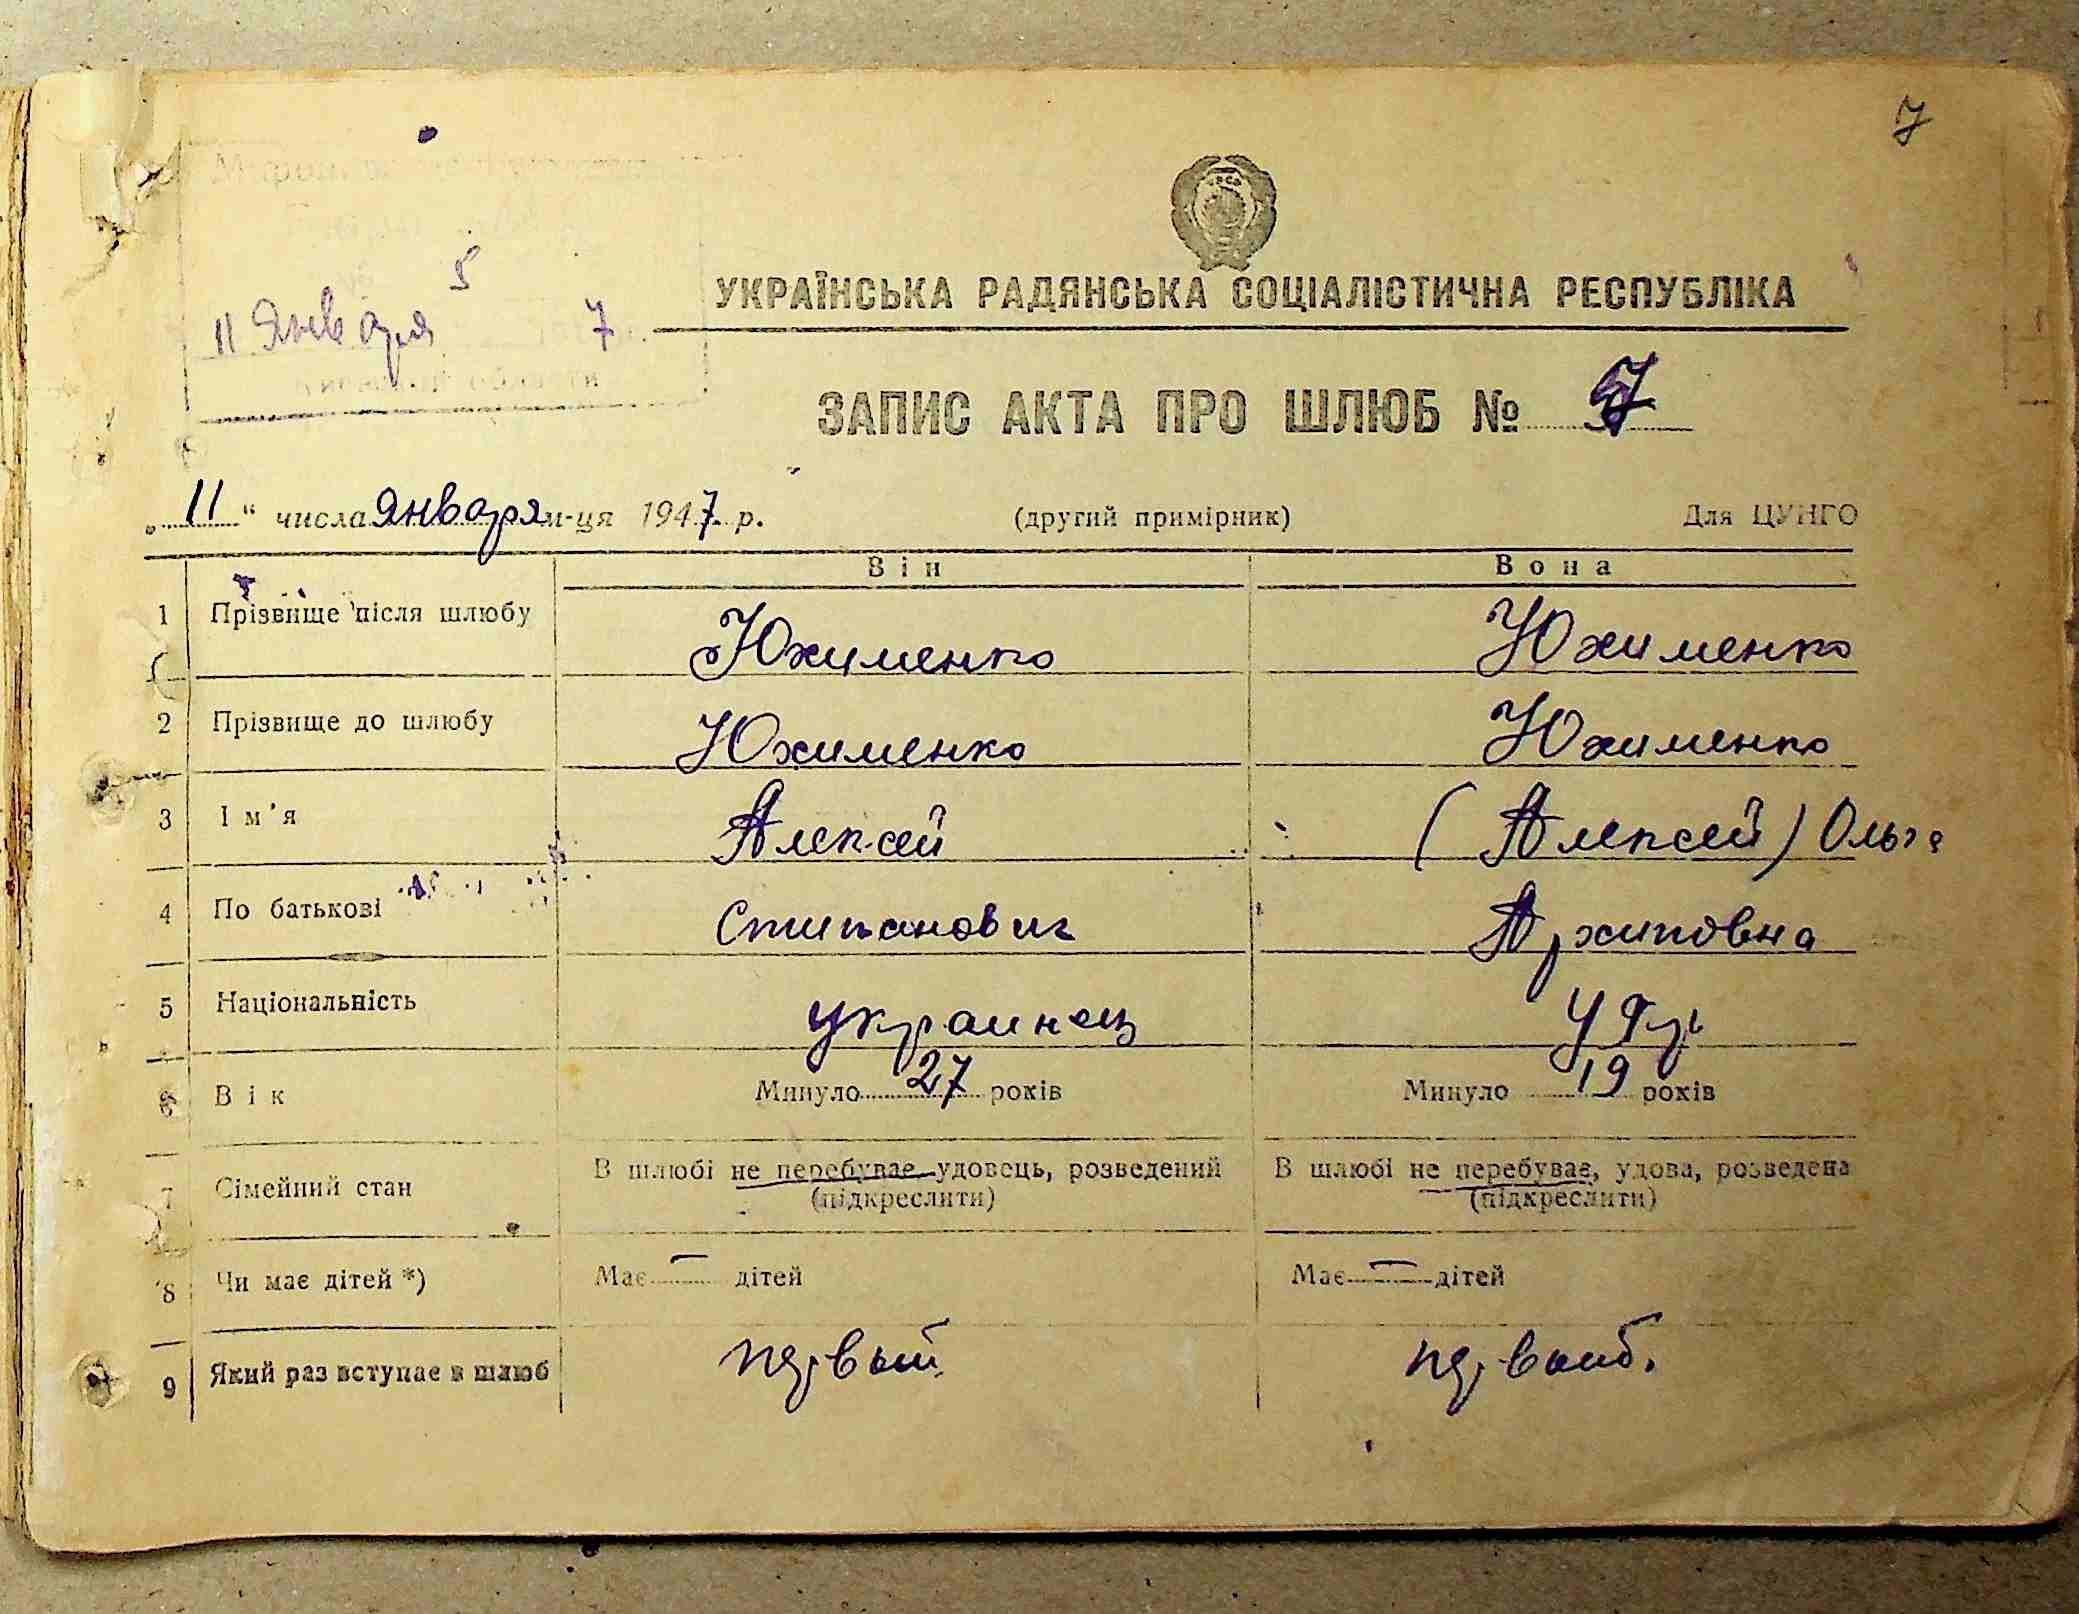 7
11 Января 5 7
УКРАЇНСЬКА РАДЯНСЬКА СОЦІАЛІСТИЧНА РЕСПУБЛІКА
ЗАПИС АКТА ПРО ШЛЮБ № 7
„11“ числа января м-ця 1947 р. (другий примірник) Для ЦУНГО
Він Вона
1 Прізвище після шлюбу Южименко Южименко
2 Прізвище до шлюбу Южименко Южименко
3 Ім'я Алексей (Алексей) Ольга
4 По батькові Стипанович Архиповна
5 Національність украинец
6 Вік Минуло 27 років Минуло 19 років
7 Сімейний стан В шлюбі не перебуває удовець, розведений В шлюбі не перебуває, удова, розведена
(підкреслити) (підкреслити)
8 Чи має дітей *) Має — дітей Має — дітей
9 Який раз вступає в шлюб первый